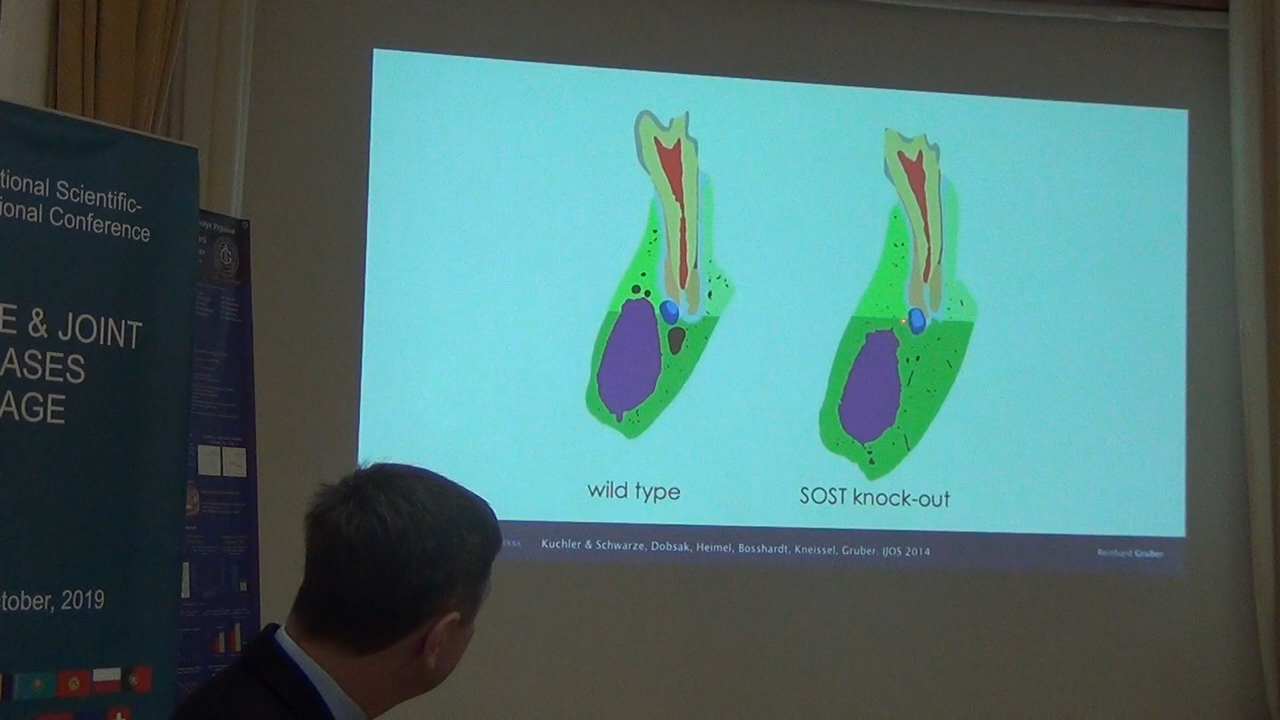 tional Scientific-
ional Conference
E & JOINT
ASES
AGE
tober, 2019
wild type
SOST knock-out
Kuchler & Schwarze, Dobsak, Heimel, Bosshardt, Kneissel, Gruber. IJOS 2014
Reinhard Gruber